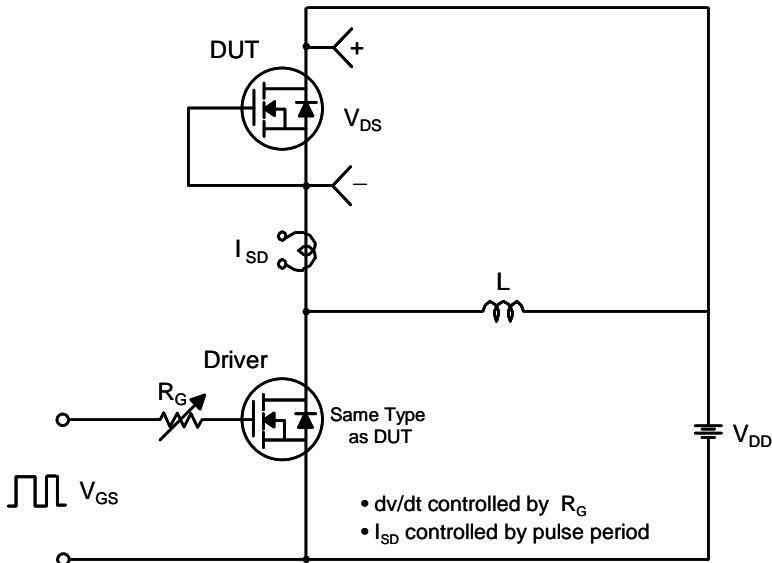 DUT
+
V_DS
–
I_SD
L
Driver
R_G
Same Type
as DUT
V_DD
V_GS
• dv/dt controlled by R_G
• I_SD controlled by pulse period